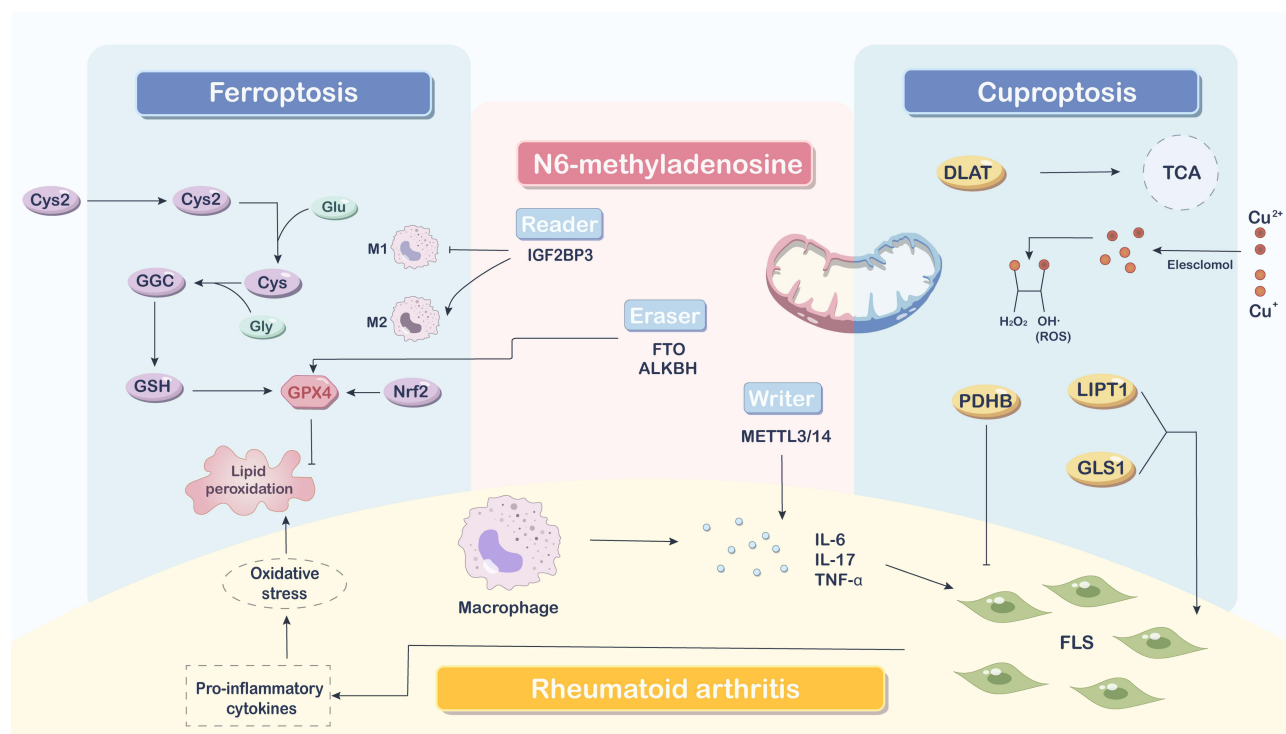 Ferroptosis
Cuproptosis
N6-methyladenosine
Cys2
Cys2
Glu
GGC
Cys
Gly
GSH
GPX4
Nrf2
Lipid
peroxidation
Oxidative
stress
Pro-inflammatory
cytokines
M1
M2
Reader
IGF2BP3
Eraser
FTO
ALKBH
Writer
METTL3/14
Macrophage
IL-6
IL-17
TNF-α
DLAT
TCA
Cu2+
Elesclomol
Cu+
H2O2
OH·
(ROS)
PDHB
LIPT1
GLS1
FLS
Rheumatoid arthritis